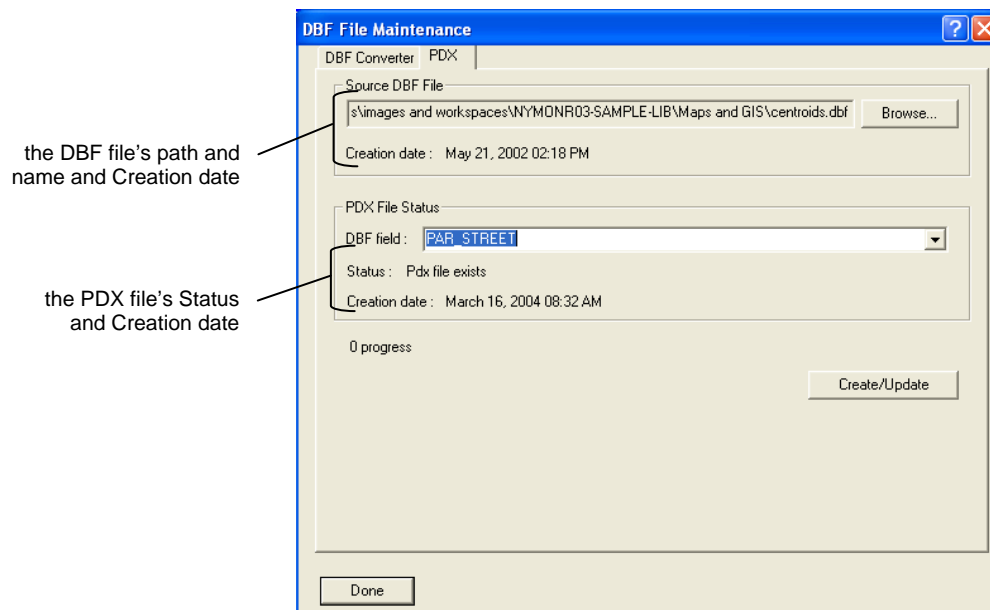 DBF File Maintenance
DBF Converter PDX
Source DBF File
s\images and workspaces\NYMONR03-SAMPLE-LIB\Maps and GIS\centroids.dbf Browse...
the DBF file's path and
name and Creation date
Creation date : May 21, 2002 02:18 PM
PDX File Status
DBF field : PAR_STREET
Status : Pdx file exists
the PDX file's Status
and Creation date
Creation date : March 16, 2004 08:32 AM
0 progress
Create/Update
Done